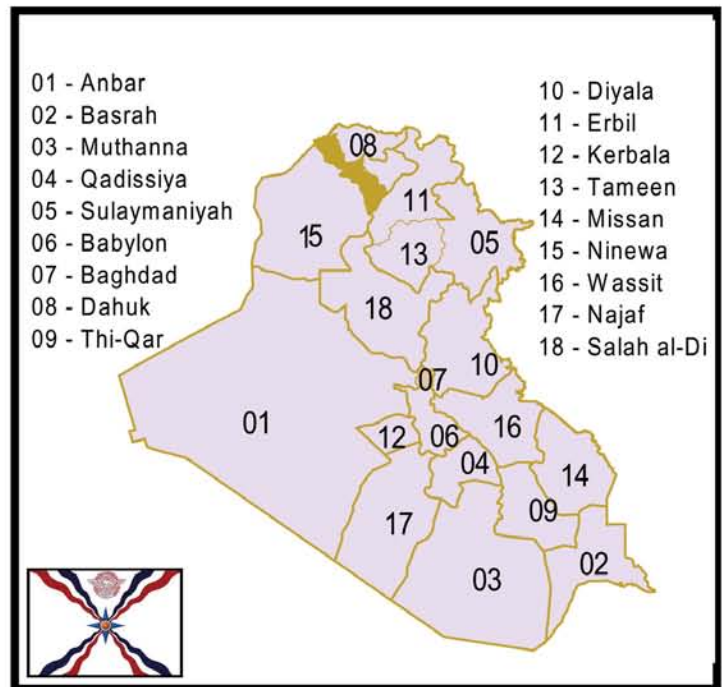 01 - Anbar
02 - Basrah
03 - Muthanna
04 - Qadissiya
05 - Sulaymaniyah
06 - Babylon
07 - Baghdad
08 - Dahuk
09 - Thi-Qar
10 - Diyala
11 - Erbil
12 - Kerbala
13 - Tameen
14 - Missan
15 - Ninewa
16 - Wassit
17 - Najaf
18 - Salah al-Di
08
11
15
13
05
18
10
07
01
12
06
16
04
14
17
09
03
02